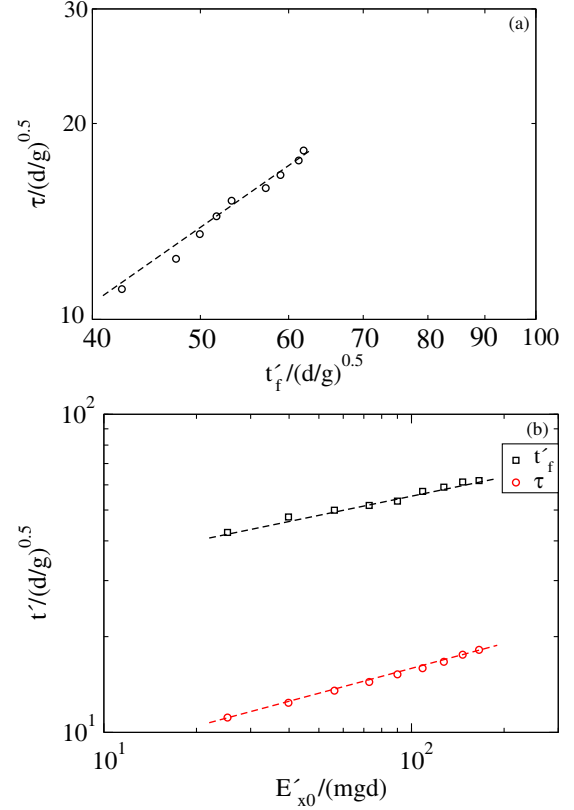 30
(a)
20
τ/(d/g)^0.5
10
40 50 60 70 80 90 100
t´f/(d/g)^0.5
10^2
(b)
t´f
τ
t´/(d/g)^0.5
10^1
10^1 10^2
E´x0/(mgd)